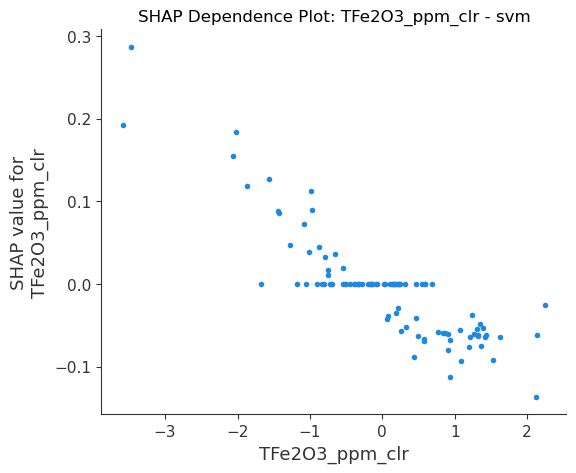 SHAP Dependence Plot: TFe2O3_ppm_clr - svm
0.3
0.2
0.1
0.0
−0.1
SHAP value for
TFe2O3_ppm_clr
−3
−2
−1
0
1
2
TFe2O3_ppm_clr